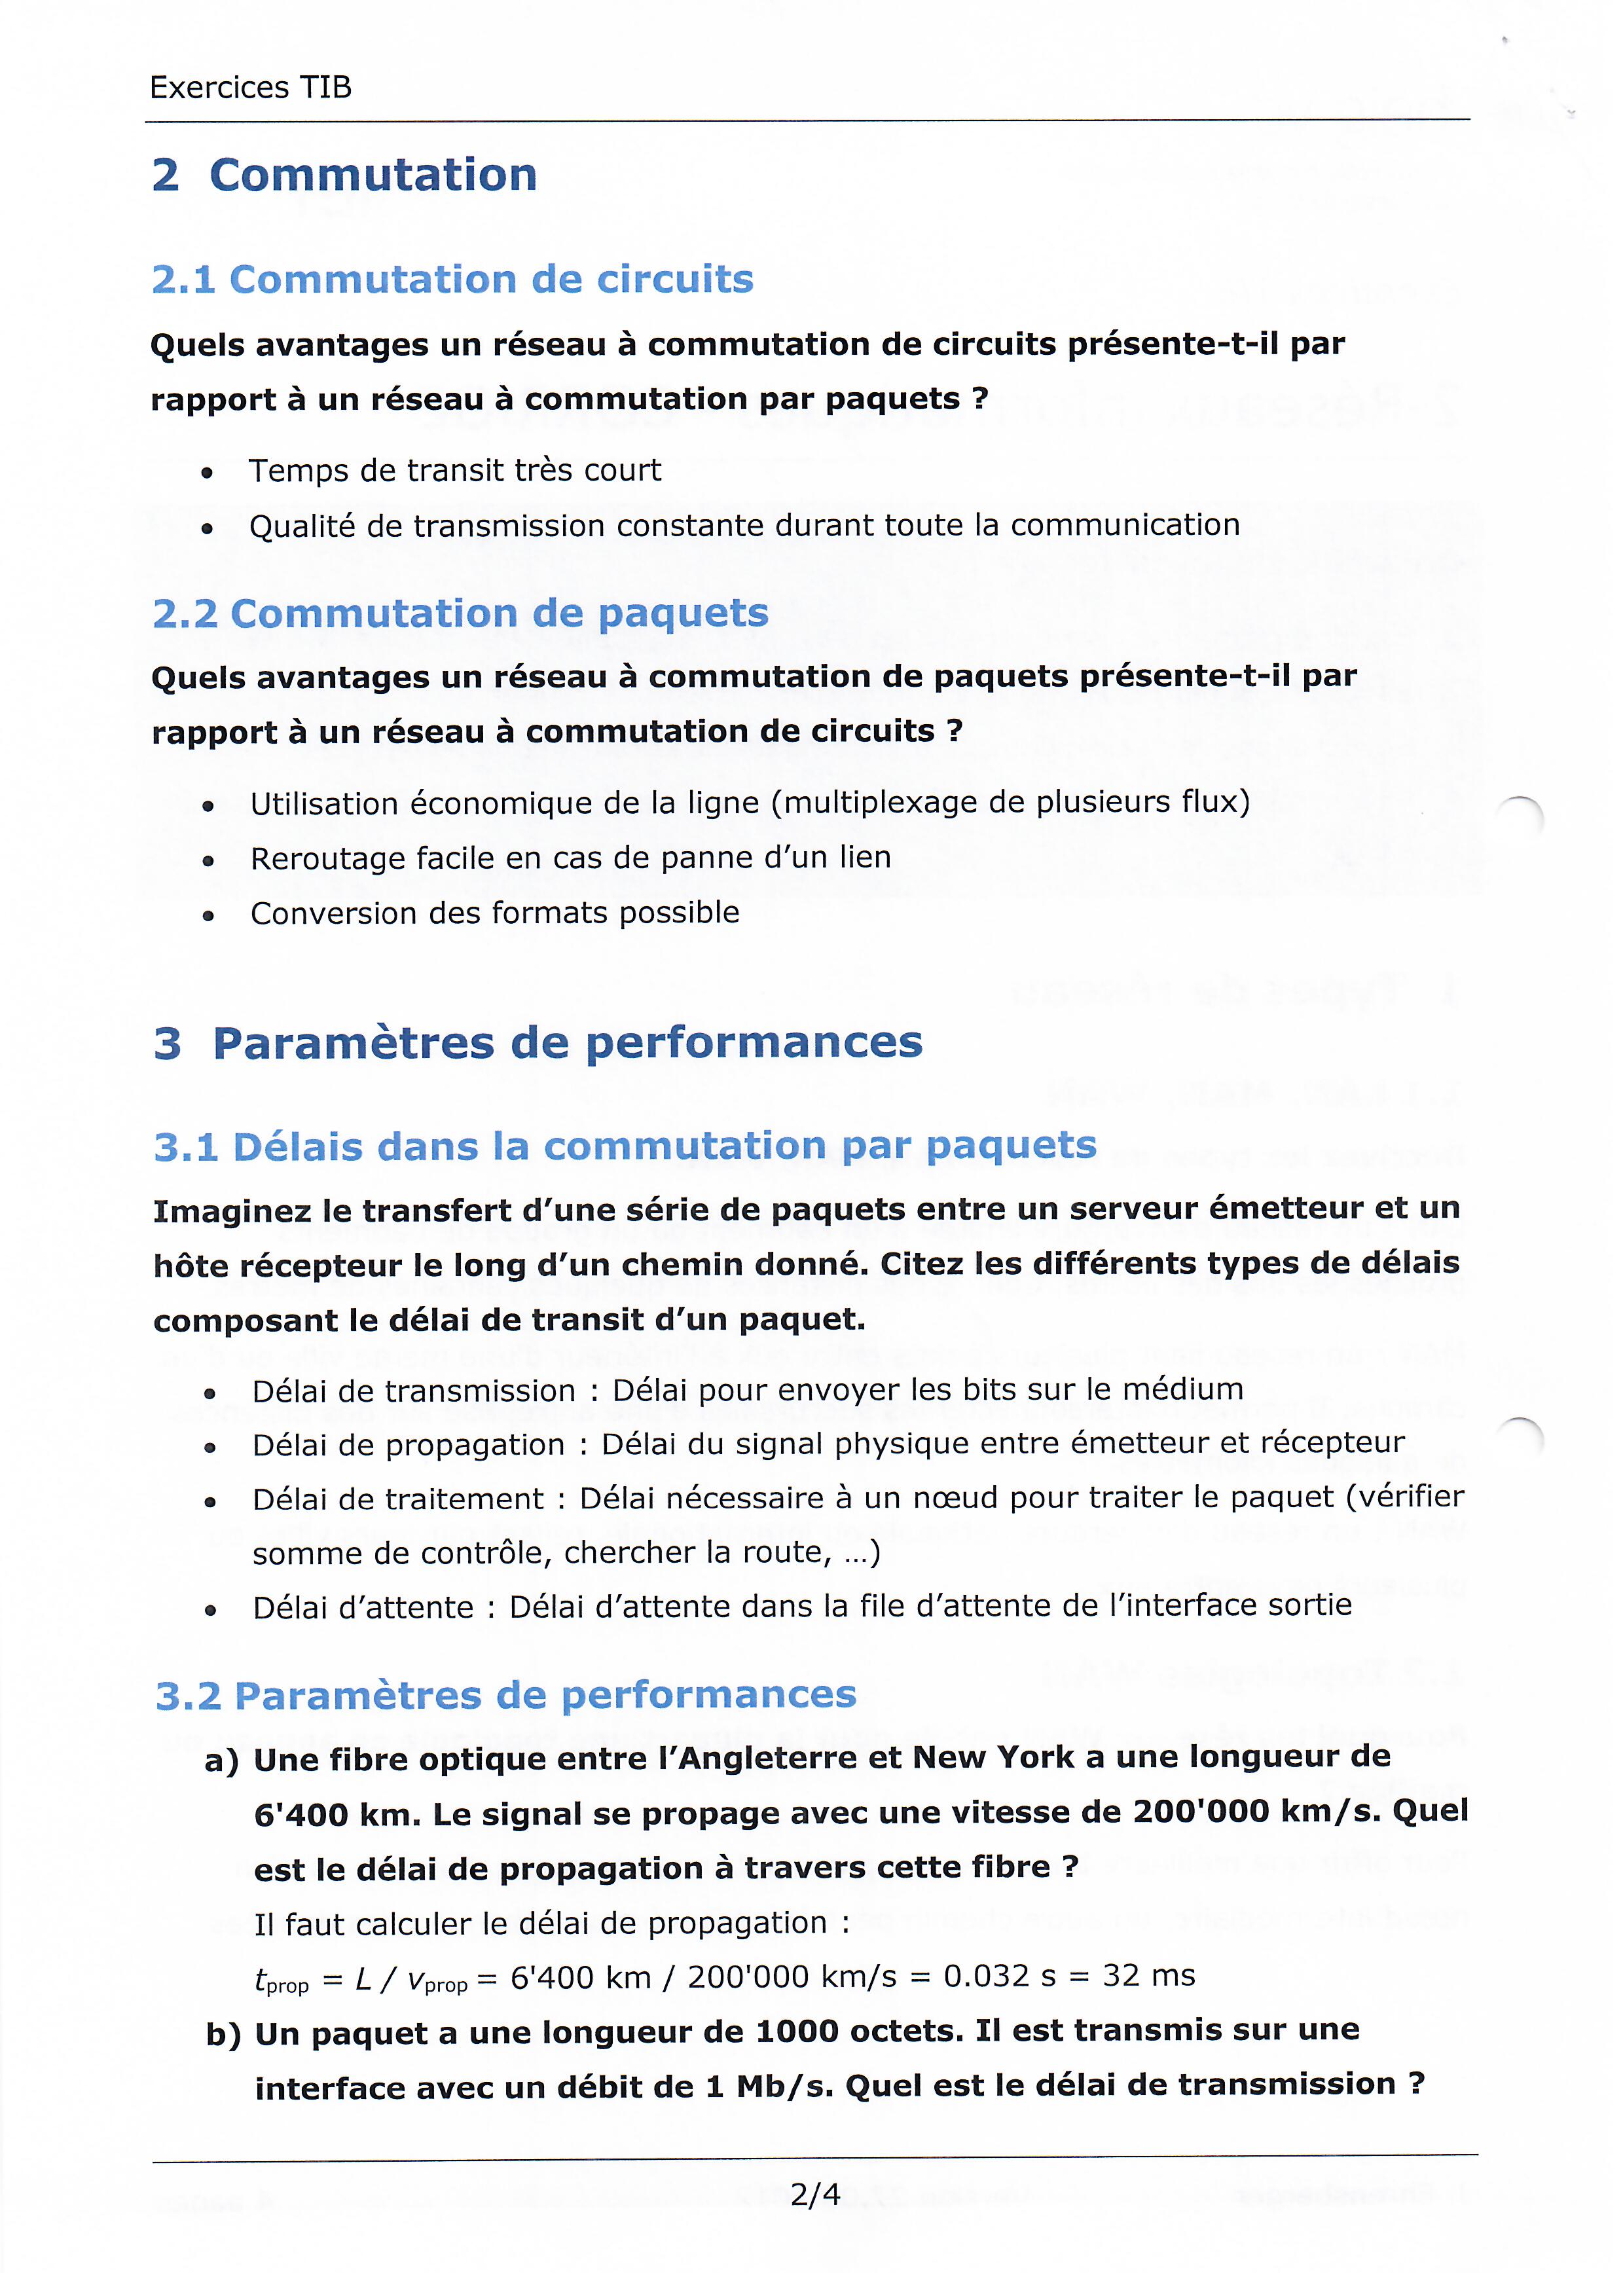 Exercices TIB
2 Commutation
2.1 Commutation de circuits
Quels avantages un réseau à commutation de circuits présente-t-il par
rapport à un réseau à commutation par paquets ?
• Temps de transit très court
• Qualité de transmission constante durant toute la communication
2.2 Commutation de paquets
Quels avantages un réseau à commutation de paquets présente-t-il par
rapport à un réseau à commutation de circuits ?
• Utilisation économique de la ligne (multiplexage de plusieurs flux)
• Reroutage facile en cas de panne d’un lien
• Conversion des formats possible
3 Paramètres de performances
3.1 Délais dans la commutation par paquets
Imaginez le transfert d’une série de paquets entre un serveur émetteur et un
hôte récepteur le long d’un chemin donné. Citez les différents types de délais
composant le délai de transit d’un paquet.
• Délai de transmission : Délai pour envoyer les bits sur le médium
• Délai de propagation : Délai du signal physique entre émetteur et récepteur
• Délai de traitement : Délai nécessaire à un nœud pour traiter le paquet (vérifier
somme de contrôle, chercher la route, …)
• Délai d’attente : Délai d’attente dans la file d’attente de l’interface sortie
3.2 Paramètres de performances
a) Une fibre optique entre l’Angleterre et New York a une longueur de
6'400 km. Le signal se propage avec une vitesse de 200'000 km/s. Quel
est le délai de propagation à travers cette fibre ?
Il faut calculer le délai de propagation :
tprop = L / vprop = 6'400 km / 200'000 km/s = 0.032 s = 32 ms
b) Un paquet a une longueur de 1000 octets. Il est transmis sur une
interface avec un débit de 1 Mb/s. Quel est le délai de transmission ?
2/4